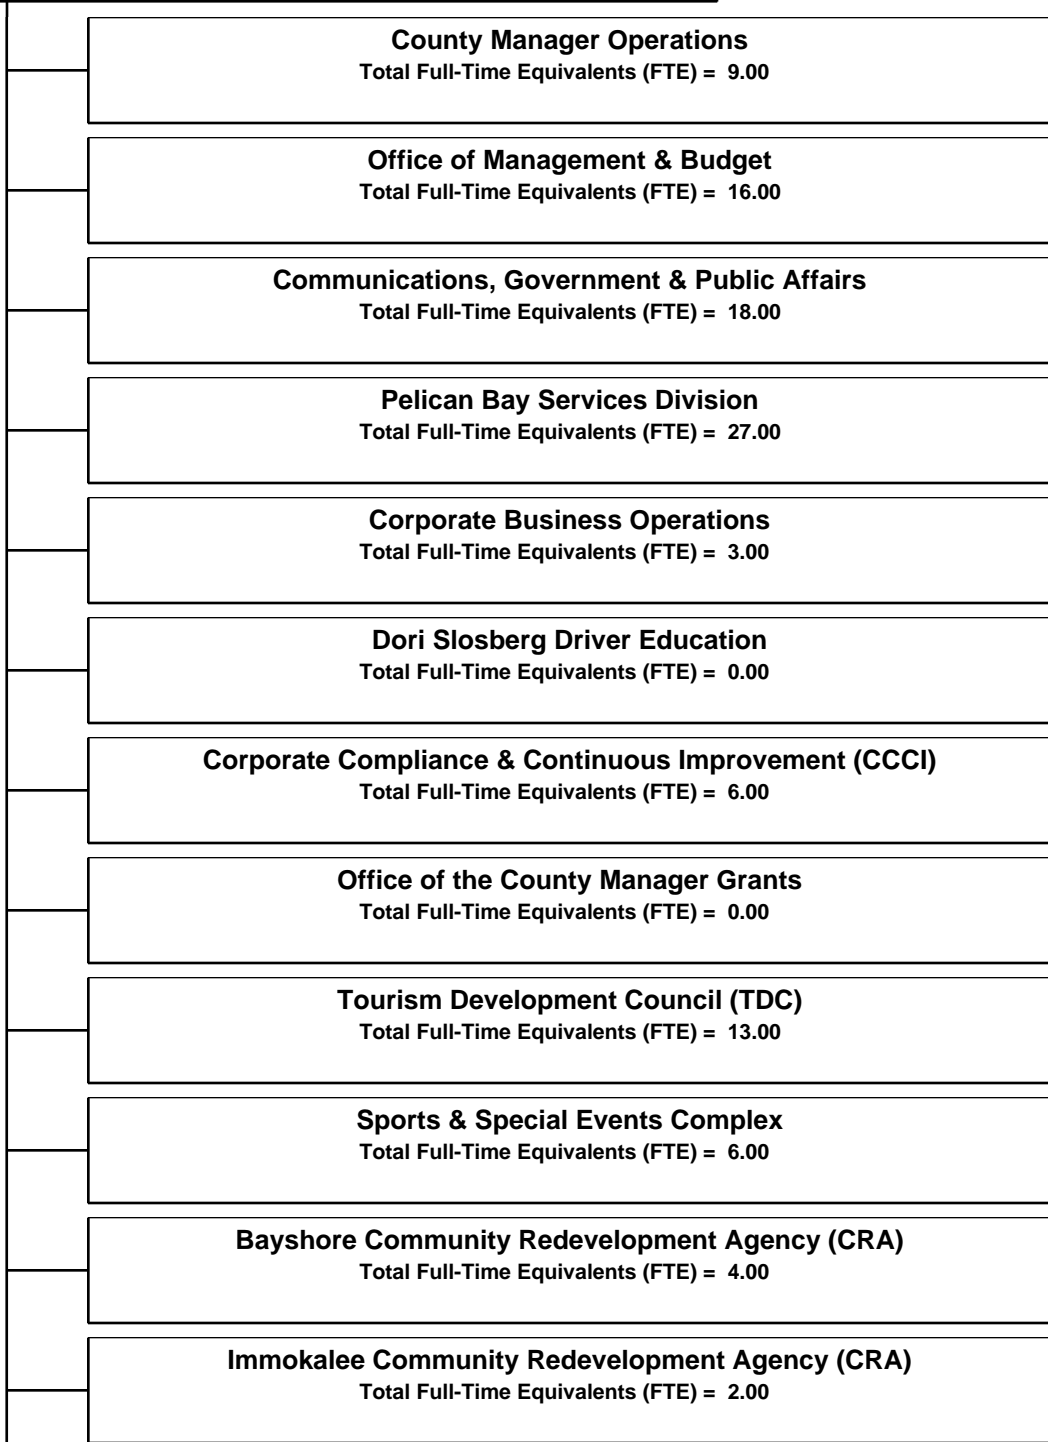 County Manager Operations
Total Full-Time Equivalents (FTE) = 9.00
Office of Management & Budget
Total Full-Time Equivalents (FTE) = 16.00
Communications, Government & Public Affairs
Total Full-Time Equivalents (FTE) = 18.00
Pelican Bay Services Division
Total Full-Time Equivalents (FTE) = 27.00
Corporate Business Operations
Total Full-Time Equivalents (FTE) = 3.00
Dori Slosberg Driver Education
Total Full-Time Equivalents (FTE) = 0.00
Corporate Compliance & Continuous Improvement (CCCI)
Total Full-Time Equivalents (FTE) = 6.00
Office of the County Manager Grants
Total Full-Time Equivalents (FTE) = 0.00
Tourism Development Council (TDC)
Total Full-Time Equivalents (FTE) = 13.00
Sports & Special Events Complex
Total Full-Time Equivalents (FTE) = 6.00
Bayshore Community Redevelopment Agency (CRA)
Total Full-Time Equivalents (FTE) = 4.00
Immokalee Community Redevelopment Agency (CRA)
Total Full-Time Equivalents (FTE) = 2.00